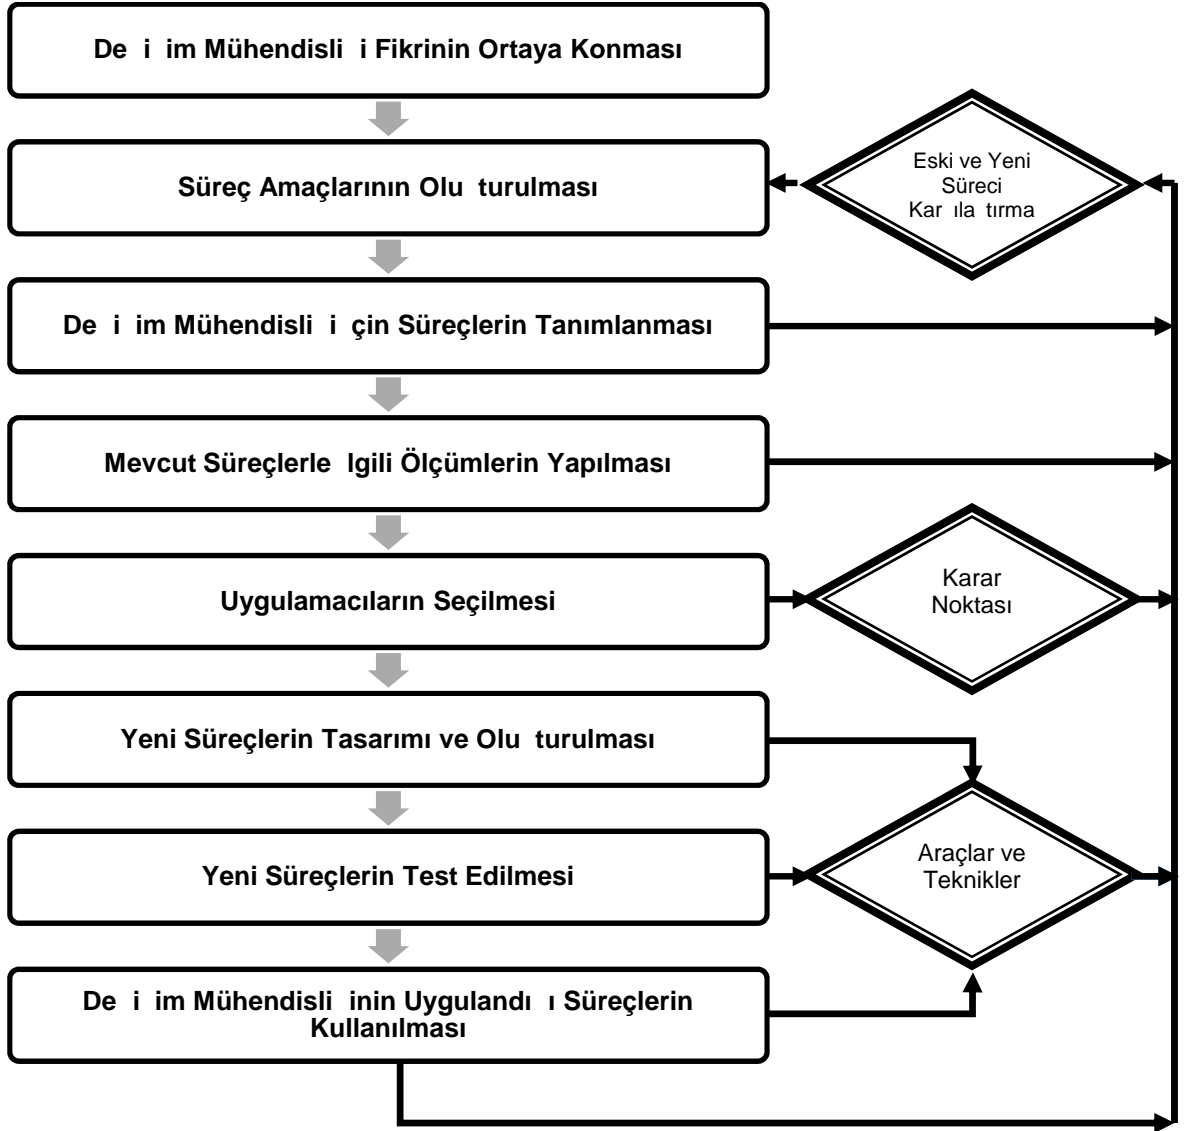 De i im Mühendisli i Fikrinin Ortaya Konması
Eski ve Yeni
Süreci
Kar ıla tırma
Süreç Amaçlarının Olu turulması
De i im Mühendisli i çin Süreçlerin Tanımlanması
Mevcut Süreçlerle lgili Ölçümlerin Yapılması
Uygulamacıların Seçilmesi
Karar
Noktası
Yeni Süreçlerin Tasarımı ve Olu turulması
Yeni Süreçlerin Test Edilmesi
Araçlar ve
Teknikler
De i im Mühendisli inin Uygulandı ı Süreçlerin
Kullanılması